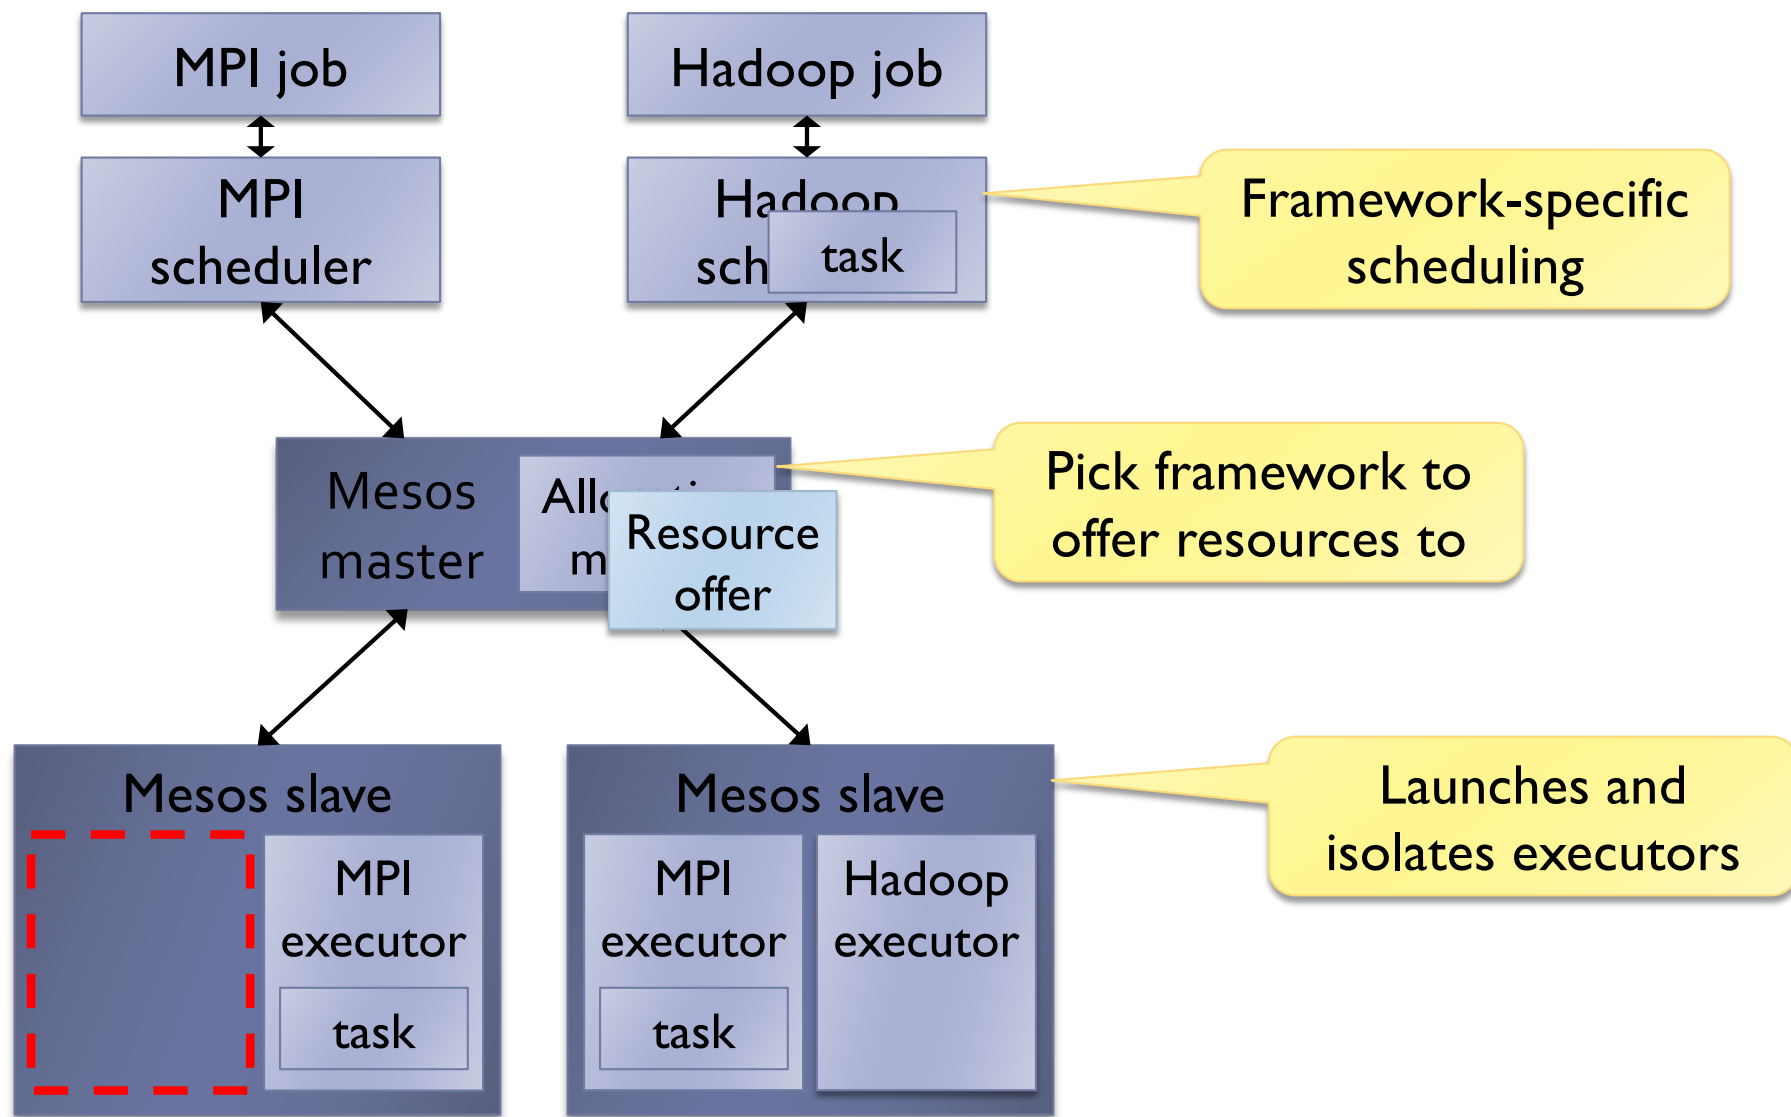 MPI job
Hadoop job
MPI
scheduler
Hadoop
task
Framework-specific
scheduling
Mesos
master
Resource
offer
Pick framework to
offer resources to
Mesos slave
MPI
executor
task
Mesos slave
MPI
executor
task
Hadoop
executor
Launches and
isolates executors